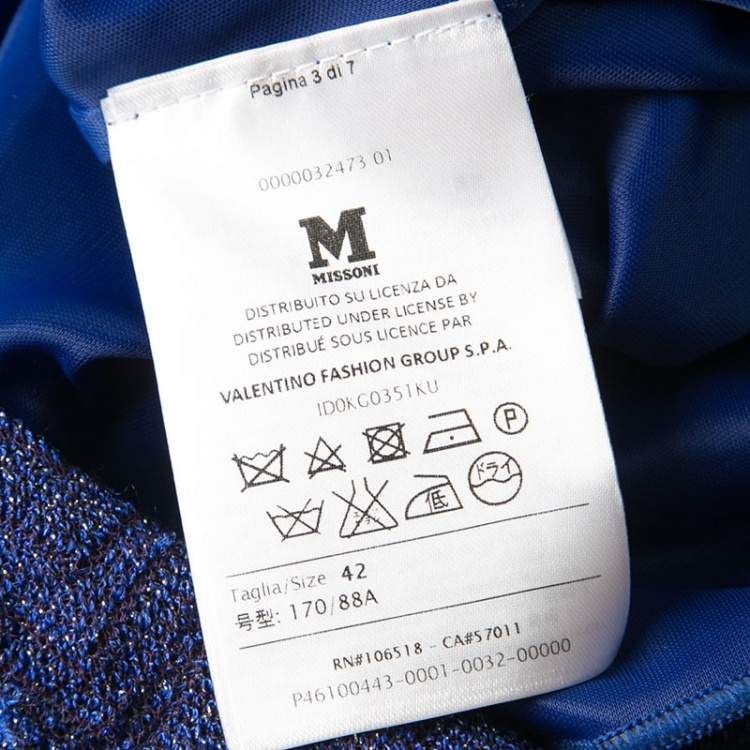 Pagina 3 di 7
0000032473 01
M
MISSONI
DISTRIBUITO SU LICENZA DA
DISTRIBUTED UNDER LICENSE BY
DISTRIBUÉ SOUS LICENCE PAR
VALENTINO FASHION GROUP S.P.A.
ID0KG0351KU
P
低 ドライ
Taglia/Size 42
号型: 170/88A
RN#106518 - CA#57011
P46100443-0001-0032-00000